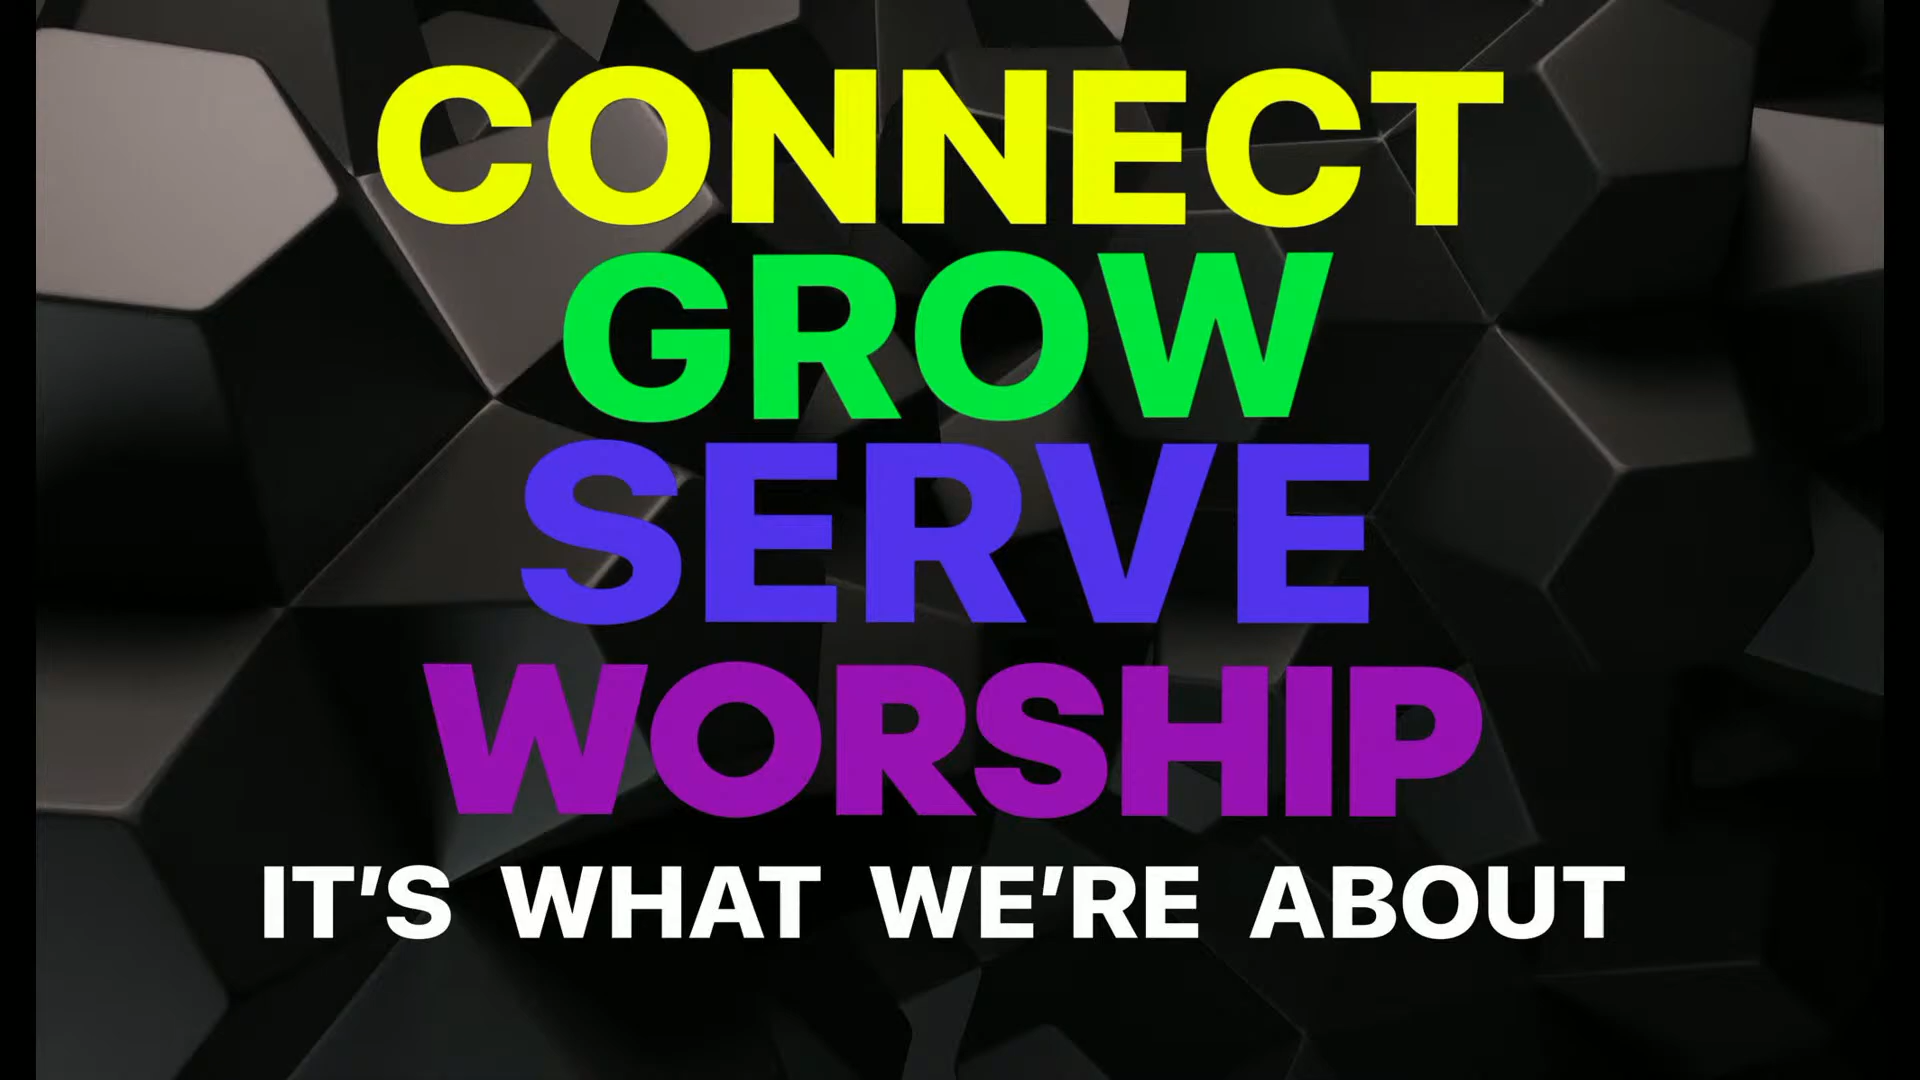 CONNECT
GROW
SERVE
WORSHIP
IT’S WHAT WE’RE ABOUT